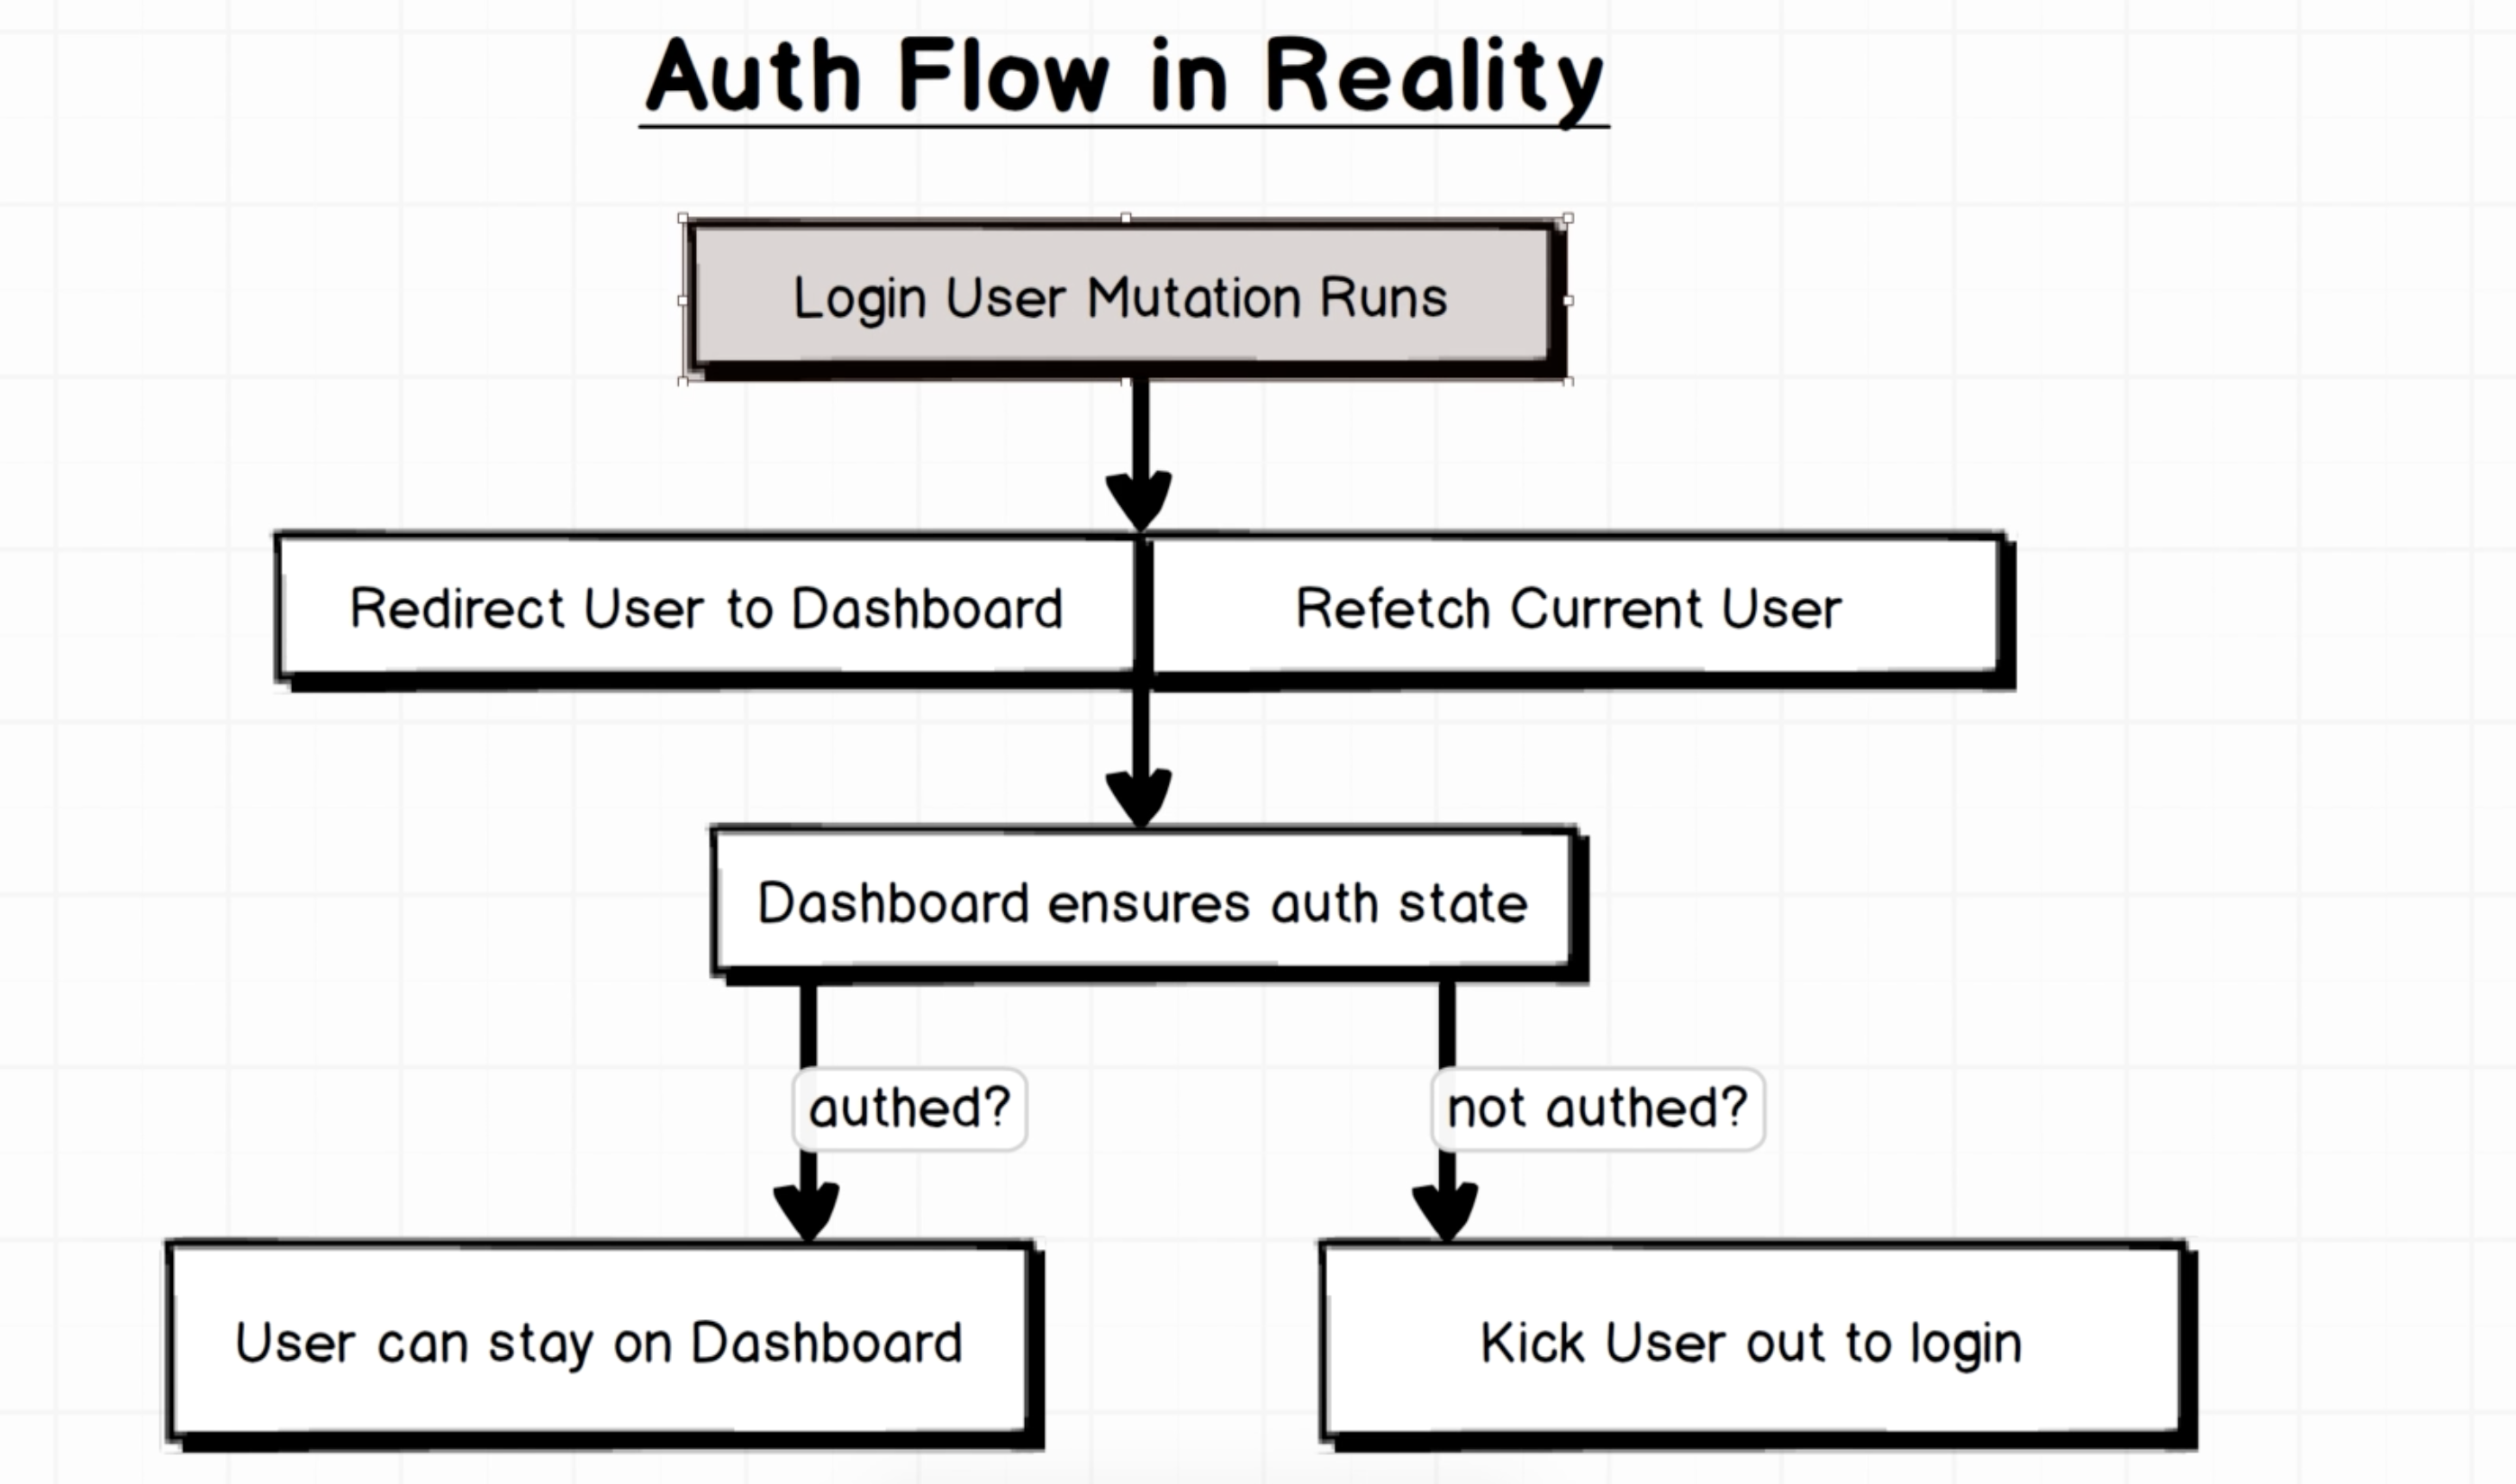 Auth Flow in Reality
Login User Mutation Runs
Redirect User to Dashboard
Refetch Current User
Dashboard ensures auth state
authed?
not authed?
User can stay on Dashboard
Kick User out to login